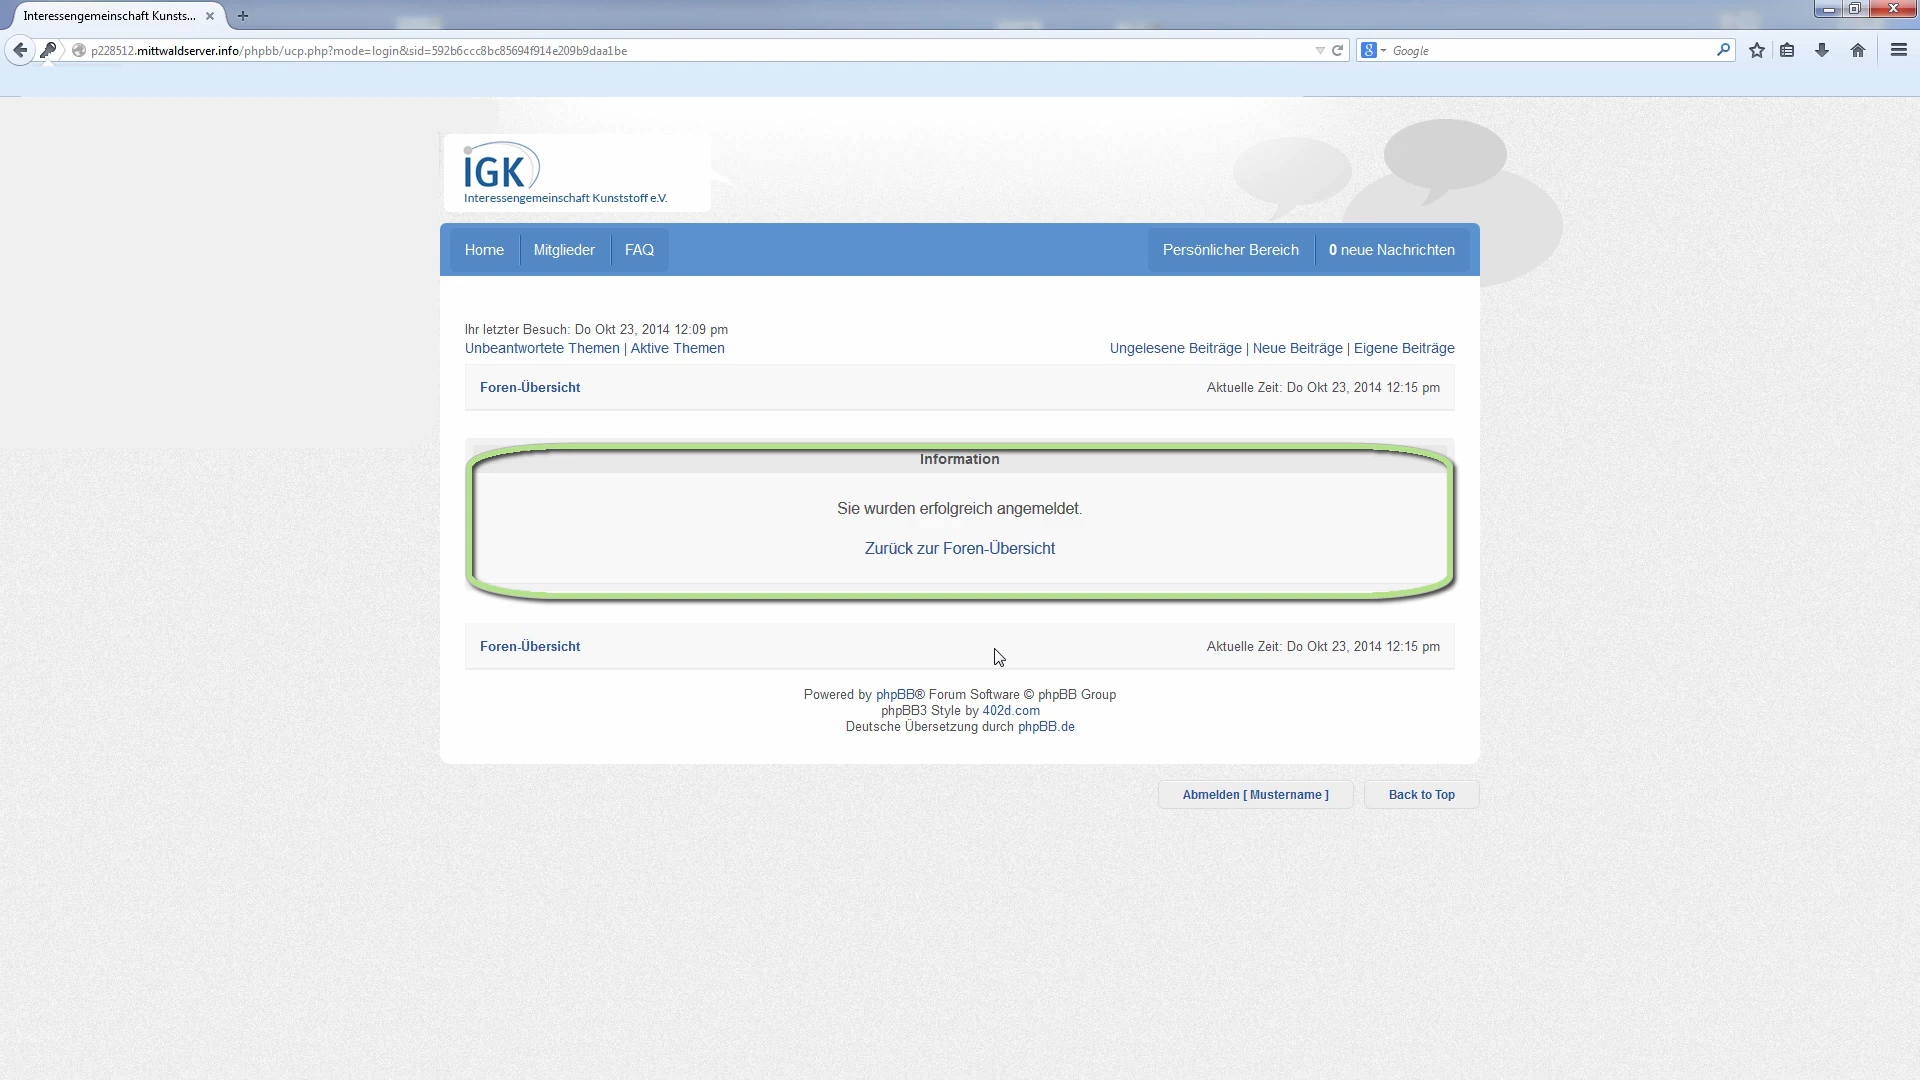 Interessengemeinschaft Kunsts...
p228512.mittwaldserver.info/phpbb/ucp.php?mode=login&sid=592b6ccc8bc85694f914e209b9daa1be
Google
IGK
Interessengemeinschaft Kunststoff e.V.
Home Mitglieder FAQ Persönlicher Bereich 0 neue Nachrichten
Ihr letzter Besuch: Do Okt 23, 2014 12:09 pm
Unbeantwortete Themen | Aktive Themen Ungelesene Beiträge | Neue Beiträge | Eigene Beiträge
Foren-Übersicht Aktuelle Zeit: Do Okt 23, 2014 12:15 pm
Information
Sie wurden erfolgreich angemeldet.
Zurück zur Foren-Übersicht
Foren-Übersicht Aktuelle Zeit: Do Okt 23, 2014 12:15 pm
Powered by phpBB® Forum Software © phpBB Group
phpBB3 Style by 402d.com
Deutsche Übersetzung durch phpBB.de
Abmelden [ Mustername ] Back to Top